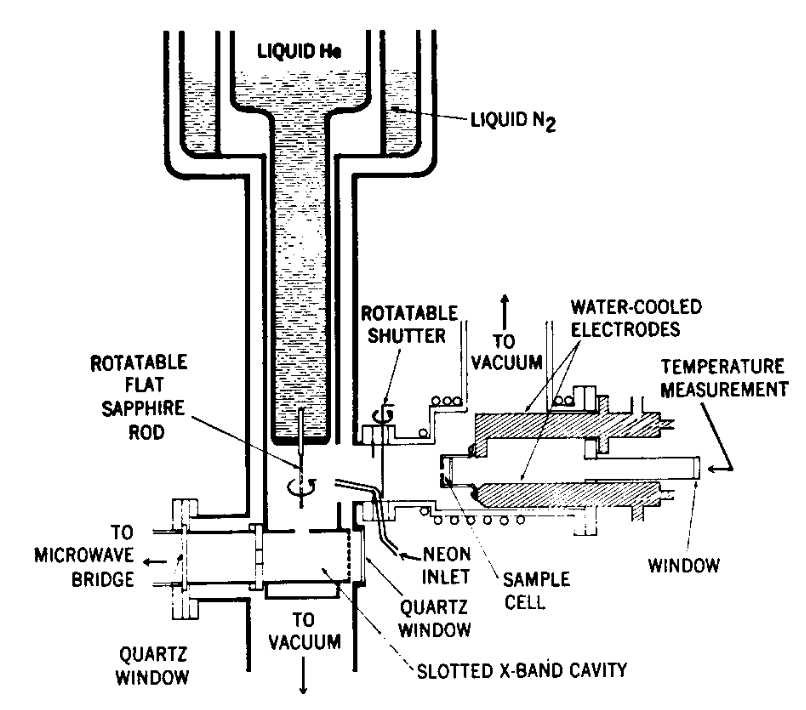 LIQUID He
LIQUID N2
ROTATABLE
SHUTTER
TO
VACUUM
WATER-COOLED
ELECTRODES
TEMPERATURE
MEASUREMENT
ROTATABLE
FLAT
SAPPHIRE
ROD
TO
MICROWAVE
BRIDGE
NEON
INLET
SAMPLE
CELL
WINDOW
QUARTZ
WINDOW
TO
VACUUM
QUARTZ
WINDOW
SLOTTED X-BAND CAVITY